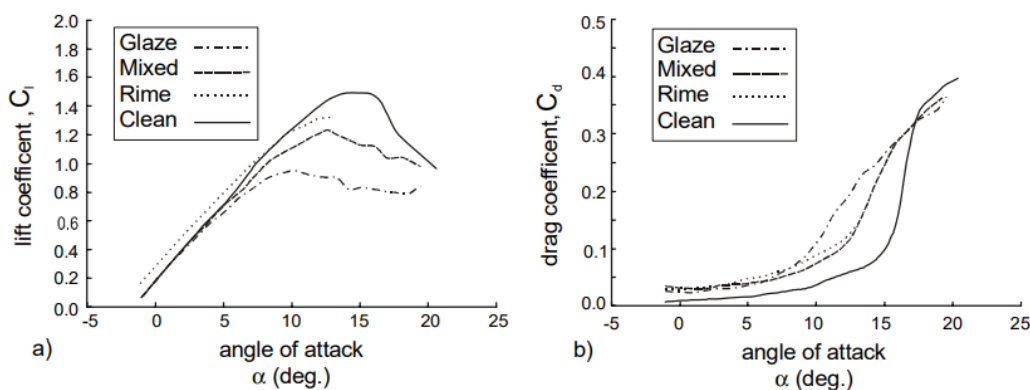 2.0
1.8
1.6
1.4
1.2
1.0
0.8
0.6
0.4
0.2
0.0
lift coefficent , Cl
Glaze
Mixed
Rime
Clean
-5 0 5 10 15 20 25
a)
angle of attack
α (deg.)
0.5
0.4
0.3
0.2
0.1
0.0
drag coefficient, Cd
Glaze
Mixed
Rime
Clean
-5 0 5 10 15 20 25
b)
angle of attack
α (deg.)